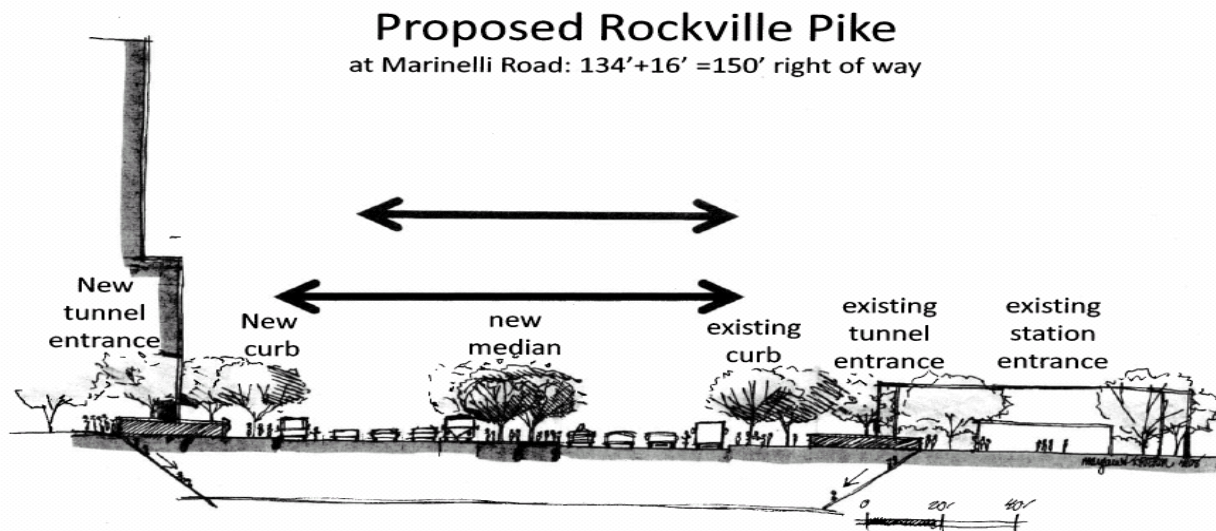 Proposed Rockville Pike
at Marinelli Road: 134’+16’ =150’ right of way
New
tunnel
entrance
New
curb
new
median
existing
curb
existing
tunnel
entrance
existing
station
entrance
0 20' 40'